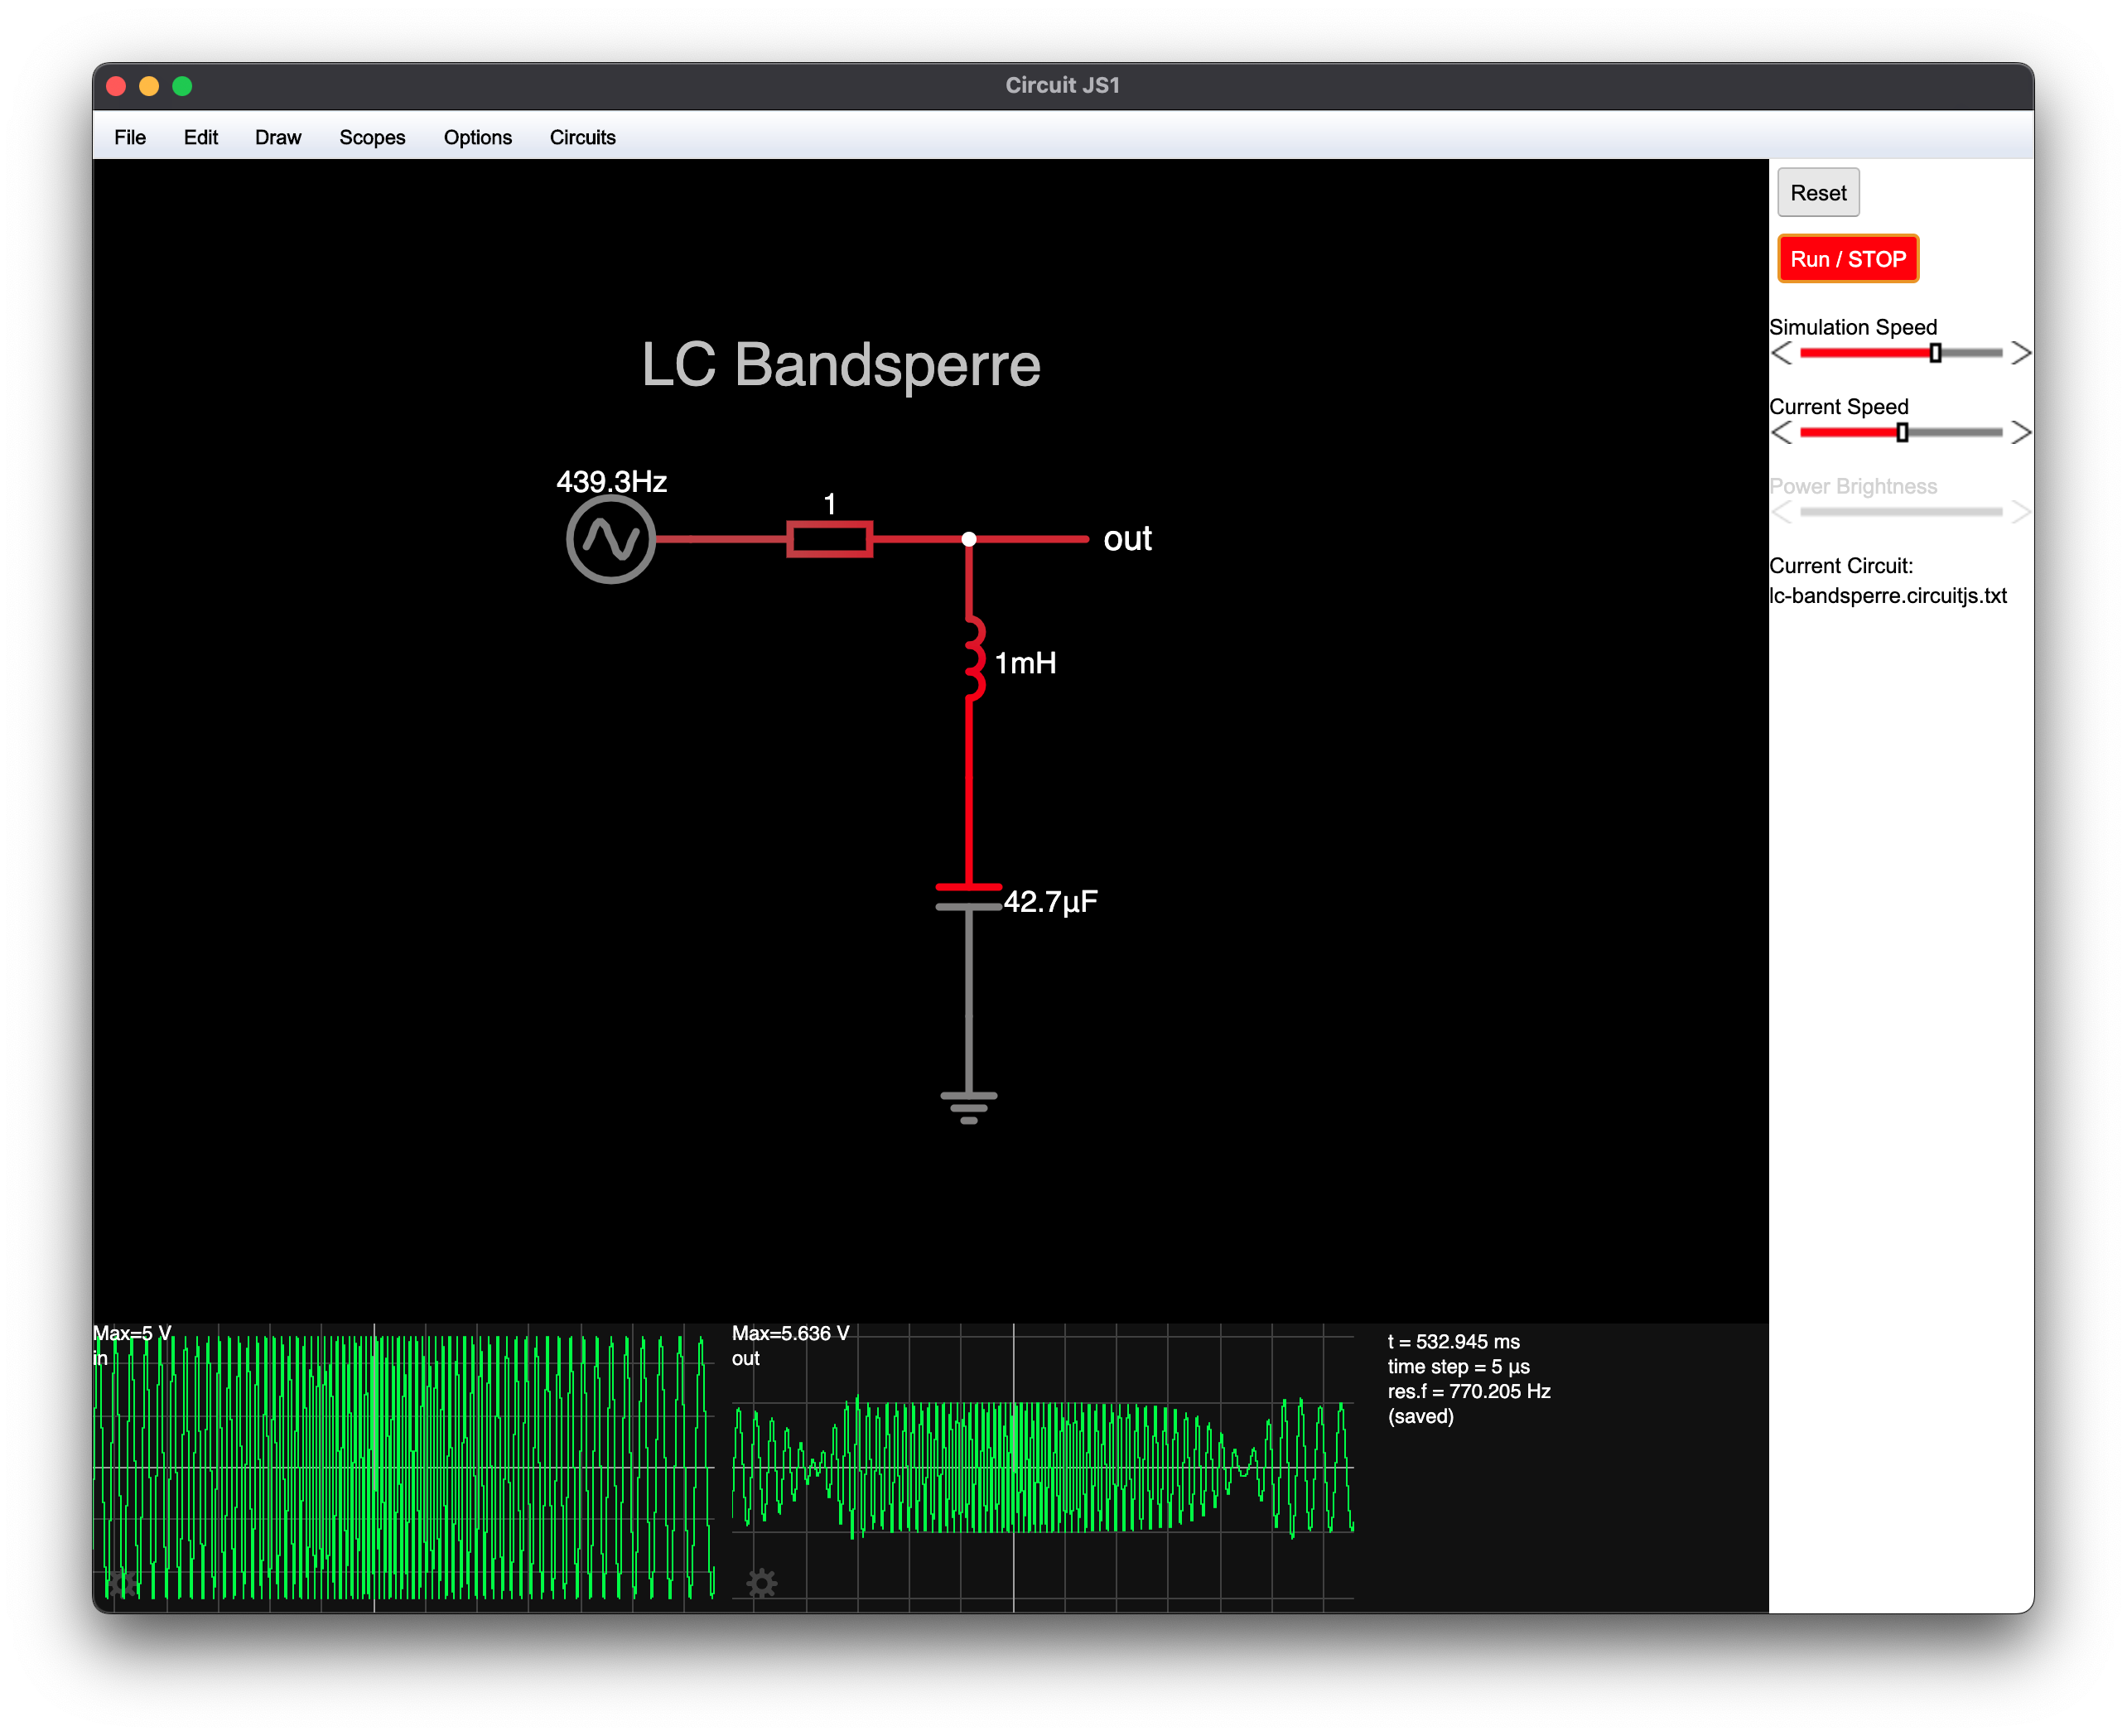 Circuit JS1
File Edit Draw Scopes Options Circuits
Reset
Run / STOP
Simulation Speed
Current Speed
Power Brightness
Current Circuit:
lc-bandsperre.circuitjs.txt
LC Bandsperre
439.3Hz
1
out
1mH
42.7µF
Max=5 V
in
Max=5.636 V
out
t = 532.945 ms
time step = 5 µs
res.f = 770.205 Hz
(saved)